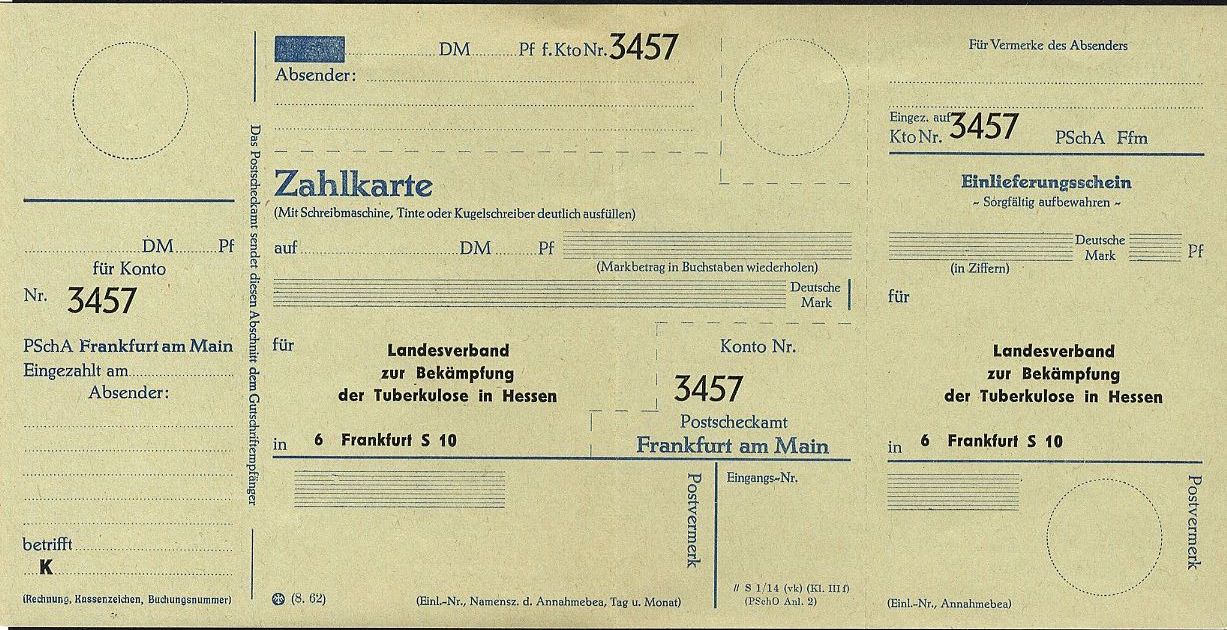 DM Pf
für Konto
Nr. 3457
PSchA Frankfurt am Main
Eingezahlt am
Absender:
betrifft
K
(Rechnung, Kassenzeichen, Buchungsnummer)
Das Postscheckamt sendet diesen Abschnitt dem Gutschriftempfänger
DM Pf f. Kto Nr. 3457
Absender:
Zahlkarte
(Mit Schreibmaschine, Tinte oder Kugelschreiber deutlich ausfüllen)
auf DM Pf
(Markbetrag in Buchstaben wiederholen)
Deutsche
Mark
für
Landesverband
zur Bekämpfung
der Tuberkulose in Hessen
in 6 Frankfurt S 10
Konto Nr.
3457
Postscheckamt
Frankfurt am Main
Postvermerk
Eingangs-Nr.
(8. 62)
(Einl.-Nr., Namensz. d. Annahmebea, Tag u. Monat)
// S 1/14 (vk) (Kl. III f)
(PSchO Anl. 2)
Für Vermerke des Absenders
Eingez. auf
Kto Nr. 3457 PSchA Ffm
Einlieferungsschein
~ Sorgfältig aufbewahren ~
Deutsche
Mark Pf
(in Ziffern)
für
Landesverband
zur Bekämpfung
der Tuberkulose in Hessen
in 6 Frankfurt S 10
Postvermerk
(Einl.-Nr., Annahmebea)